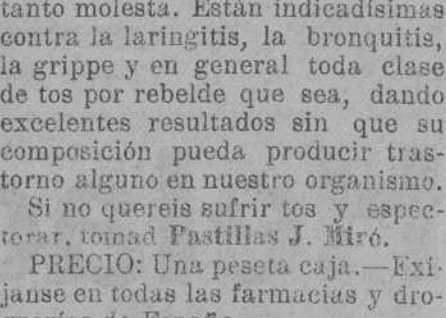 tanto molesta. Están indicadísimas
contra la laringitis, la bronquitis,
la grippe y en general toda clase
de tos por rebelde que sea, dando
excelentes resultados sin que su
composición pueda producir tras-
torno alguno en nuestro organismo.
Si no quereis sufrir tos y espec-
torar, tomad Pastillas J. Miró.
PRECIO: Una peseta caja.—Exí-
janse en todas las farmacias y dro-
guerías de España